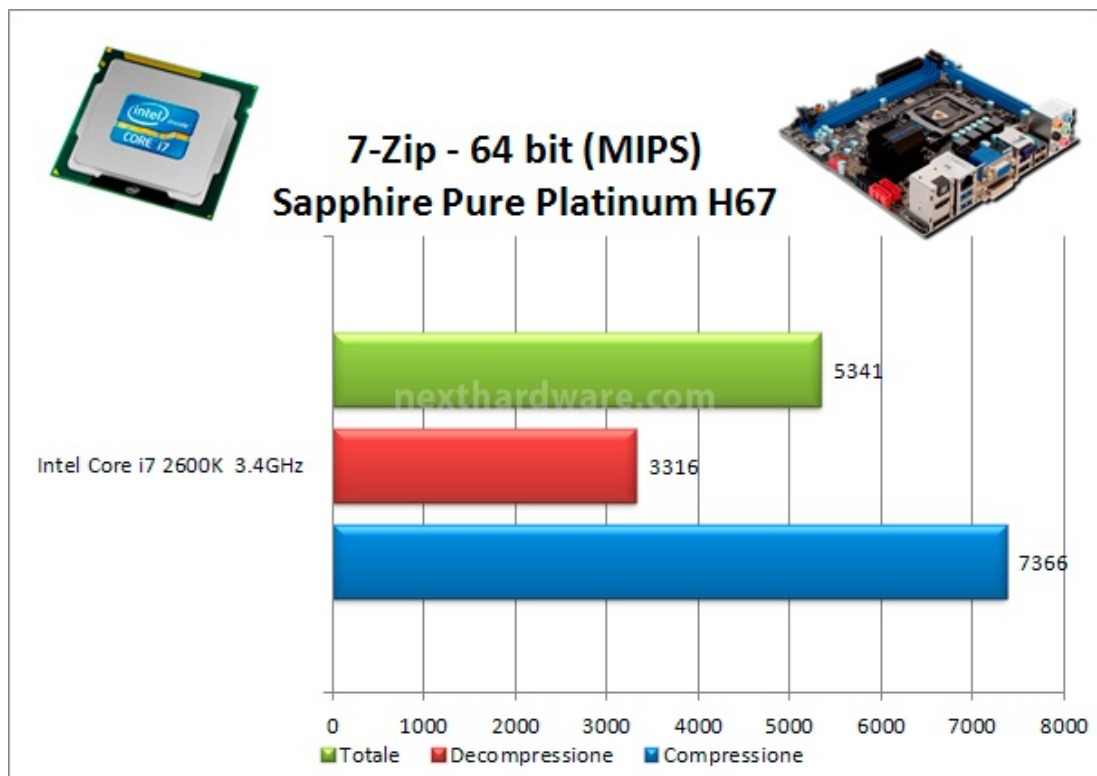 intel inside
CORE i7
7-Zip - 64 bit (MIPS)
Sapphire Pure Platinum H67
5341
nexthardware.com
Intel Core i7 2600K 3.4GHz
3316
7366
0 1000 2000 3000 4000 5000 6000 7000 8000
Totale Decompressione Compressione